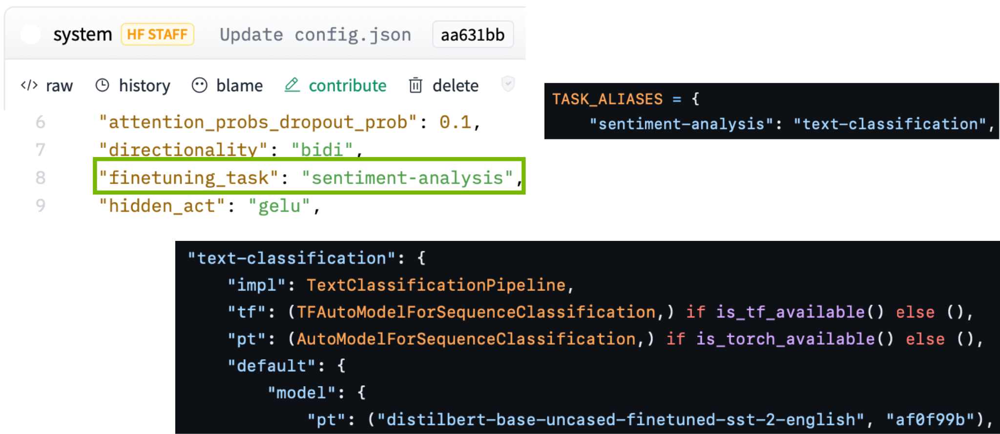 system HF STAFF Update config.json aa631bb
</> raw history blame contribute delete
6 "attention_probs_dropout_prob": 0.1,
7 "directionality": "bidi",
8 "finetuning_task": "sentiment-analysis",
9 "hidden_act": "gelu",
TASK_ALIASES = {
"sentiment-analysis": "text-classification",
"text-classification": {
"impl": TextClassificationPipeline,
"tf": (TFAutoModelForSequenceClassification,) if is_tf_available() else (),
"pt": (AutoModelForSequenceClassification,) if is_torch_available() else (),
"default": {
"model": {
"pt": ("distilbert-base-uncased-finetuned-sst-2-english", "af0f99b"),